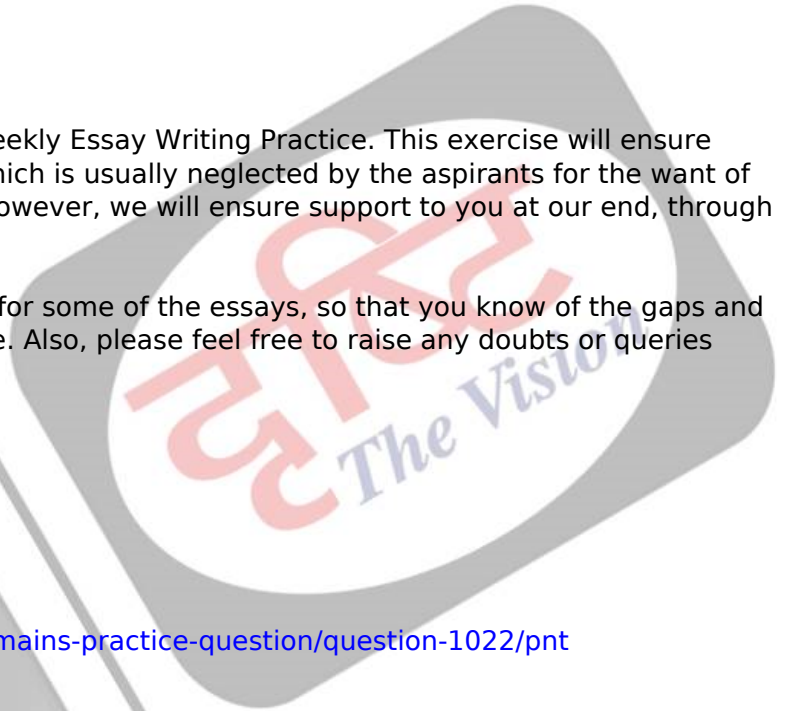 eekly Essay Writing Practice. This exercise will ensure
hich is usually neglected by the aspirants for the want of
owever, we will ensure support to you at our end, through
for some of the essays, so that you know of the gaps and
e. Also, please feel free to raise any doubts or queries
दृष्टि
The Vision
mains-practice-question/question-1022/pnt